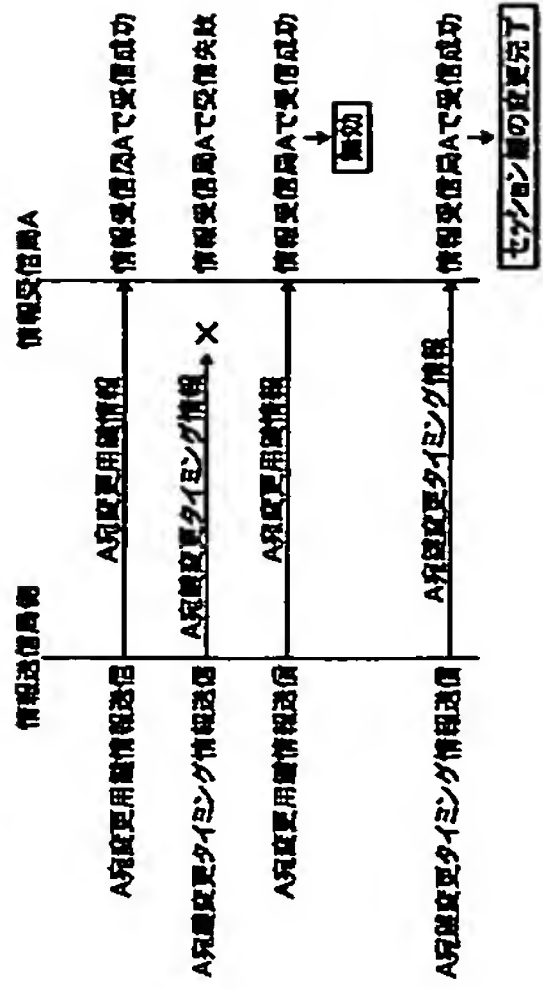 情報送信局側
情報受信局A
A宛変更用鍵情報送信
A宛変更用鍵情報
情報受信局Aで受信成功
A宛鍵変更タイミング情報送信
A宛鍵変更タイミング情報
×
情報受信局Aで受信失敗
A宛変更用鍵情報送信
A宛変更用鍵情報
情報受信局Aで受信成功
無効
A宛鍵変更タイミング情報送信
A宛鍵変更タイミング情報
情報受信局Aで受信成功
セッション鍵の変更完了